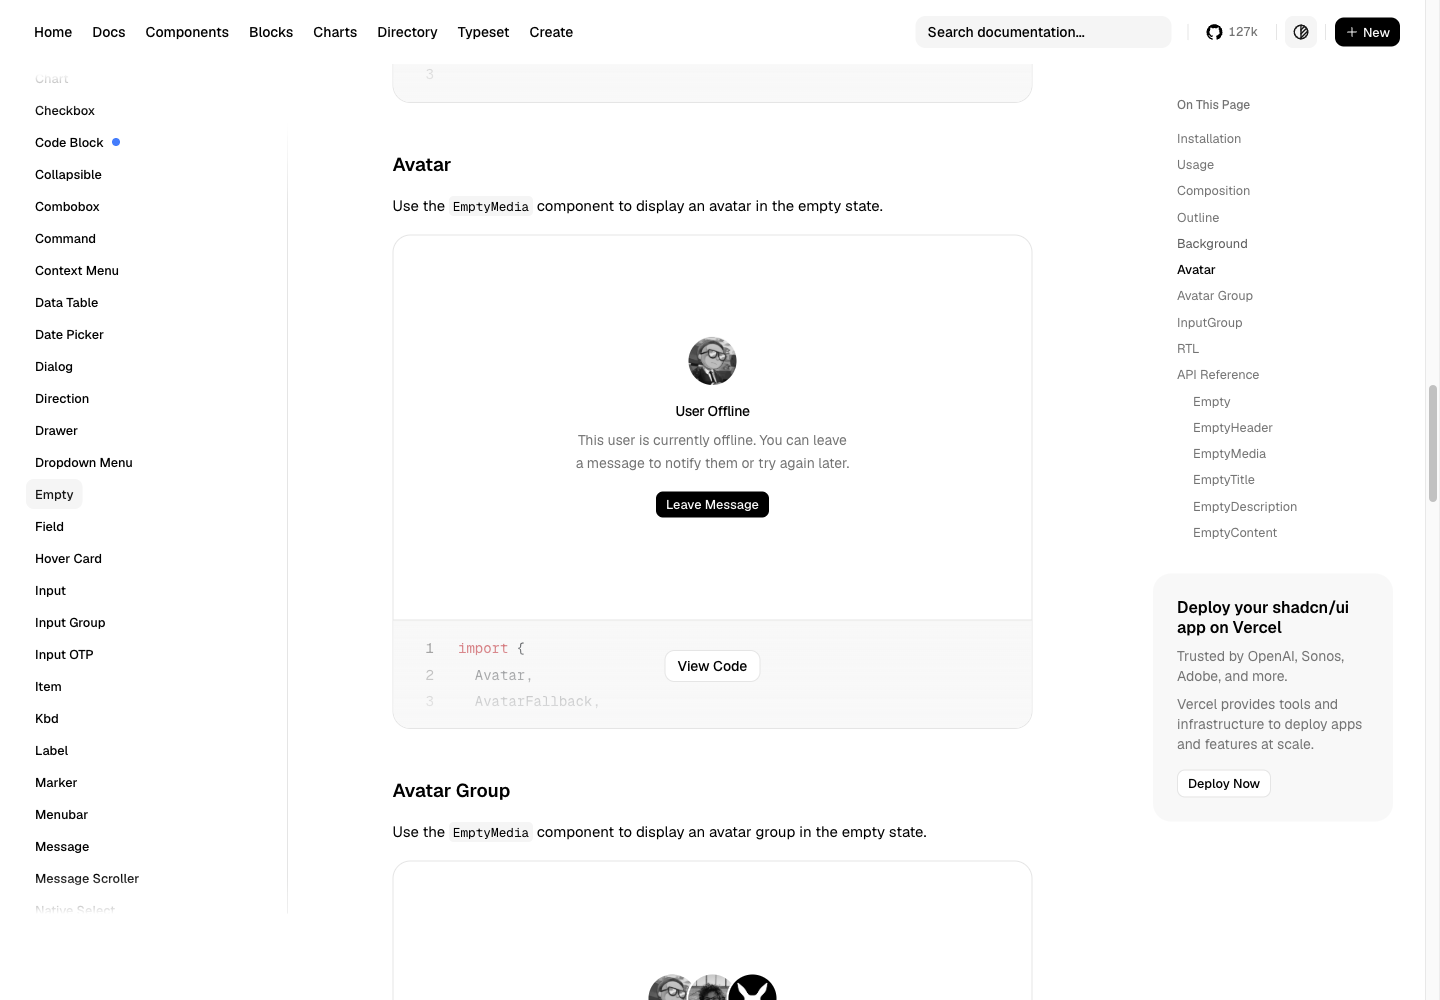 Home Docs Components Blocks Charts Directory Typeset Create
Search documentation... 127k New
Chart
Checkbox
Code Block
Collapsible
Combobox
Command
Context Menu
Data Table
Date Picker
Dialog
Direction
Drawer
Dropdown Menu
Empty
Field
Hover Card
Input
Input Group
Input OTP
Item
Kbd
Label
Marker
Menubar
Message
Message Scroller
Native Select
3
Avatar
Use the EmptyMedia component to display an avatar in the empty state.
User Offline
This user is currently offline. You can leave
a message to notify them or try again later.
Leave Message
1 import {
2 Avatar,
3 AvatarFallback,
View Code
Avatar Group
Use the EmptyMedia component to display an avatar group in the empty state.
On This Page
Installation
Usage
Composition
Outline
Background
Avatar
Avatar Group
InputGroup
RTL
API Reference
Empty
EmptyHeader
EmptyMedia
EmptyTitle
EmptyDescription
EmptyContent
Deploy your shadcn/ui
app on Vercel
Trusted by OpenAI, Sonos,
Adobe, and more.
Vercel provides tools and
infrastructure to deploy apps
and features at scale.
Deploy Now